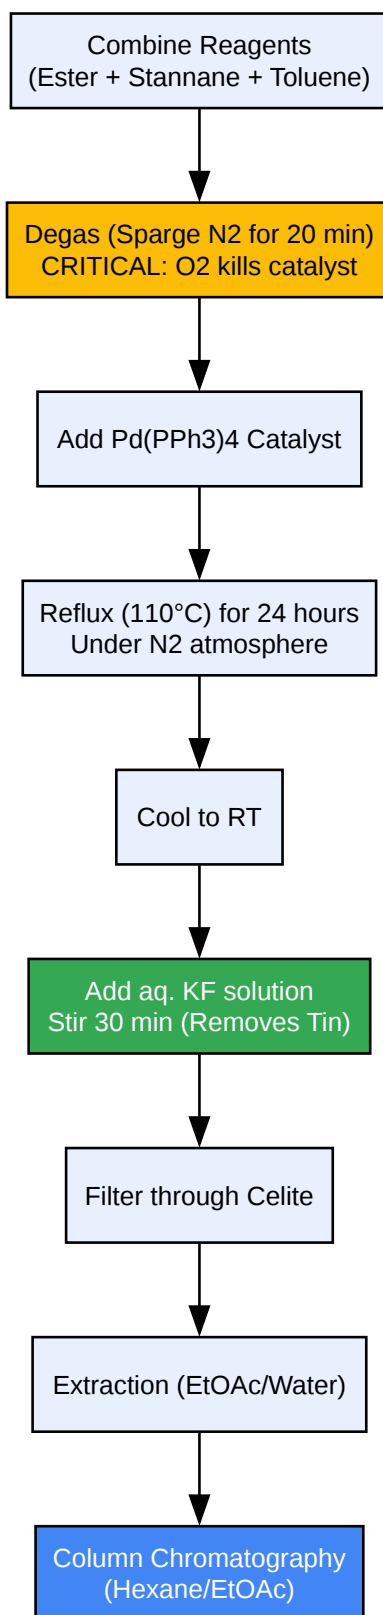 Combine Reagents
(Ester + Stannane + Toluene)
Degas (Sparge N2 for 20 min)
CRITICAL: O2 kills catalyst
Add Pd(PPh3)4 Catalyst
Reflux (110°C) for 24 hours
Under N2 atmosphere
Cool to RT
Add aq. KF solution
Stir 30 min (Removes Tin)
Filter through Celite
Extraction (EtOAc/Water)
Column Chromatography
(Hexane/EtOAc)